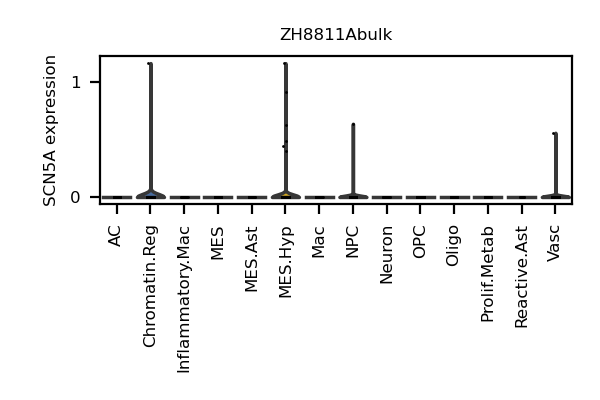 ZH8811Abulk
SCN5A expression
1
0
AC
Chromatin.Reg
Inflammatory.Mac
MES
MES.Ast
MES.Hyp
Mac
NPC
Neuron
OPC
Oligo
Prolif.Metab
Reactive.Ast
Vasc